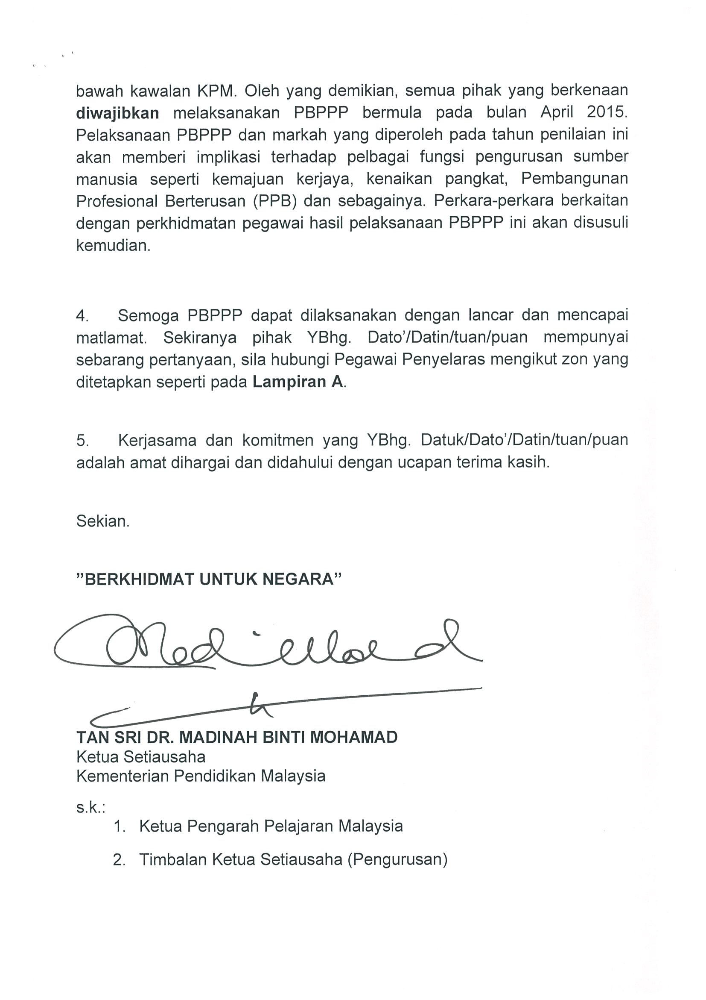 bawah kawalan KPM. Oleh yang demikian, semua pihak yang berkenaan
diwajibkan melaksanakan PBPPP bermula pada bulan April 2015.
Pelaksanaan PBPPP dan markah yang diperoleh pada tahun penilaian ini
akan memberi implikasi terhadap pelbagai fungsi pengurusan sumber
manusia seperti kemajuan kerjaya, kenaikan pangkat, Pembangunan
Profesional Berterusan (PPB) dan sebagainya. Perkara-perkara berkaitan
dengan perkhidmatan pegawai hasil pelaksanaan PBPPP ini akan disusuli
kemudian.
4. Semoga PBPPP dapat dilaksanakan dengan lancar dan mencapai
matlamat. Sekiranya pihak YBhg. Dato’/Datin/tuan/puan mempunyai
sebarang pertanyaan, sila hubungi Pegawai Penyelaras mengikut zon yang
ditetapkan seperti pada Lampiran A.
5. Kerjasama dan komitmen yang YBhg. Datuk/Dato’/Datin/tuan/puan
adalah amat dihargai dan didahului dengan ucapan terima kasih.
Sekian.
”BERKHIDMAT UNTUK NEGARA”
TAN SRI DR. MADINAH BINTI MOHAMAD
Ketua Setiausaha
Kementerian Pendidikan Malaysia
s.k.:
1. Ketua Pengarah Pelajaran Malaysia
2. Timbalan Ketua Setiausaha (Pengurusan)